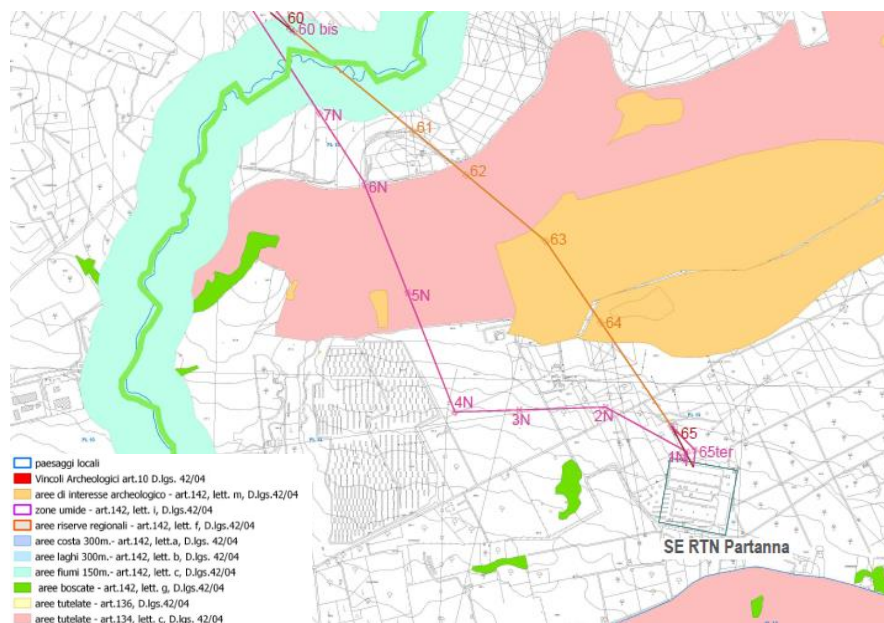 60
60 bis
7N
61
62
6N
63
5N
64
4N
3N
2N
65
65ter
1N
SE RTN Partanna
paesaggi locali
Vincoli Archeologici art.10 D.lgs. 42/04
aree di interesse archeologico - art.142, lett. m, D.lgs.42/04
zone umide - art.142, lett. i, D.lgs.42/04
aree riserve regionali - art.142, lett. f, D.lgs.42/04
aree costa 300m.- art.142, lett.a, D.lgs. 42/04
aree laghi 300m.- art.142, lett. b, D.lgs. 42/04
aree fiumi 150m.- art.142, lett. c, D.lgs.42/04
aree boscate - art.142, lett. g, D.lgs.42/04
aree tutelate - art.136, D.lgs.42/04
aree tutelate - art.134, lett. c, D.lgs. 42/04